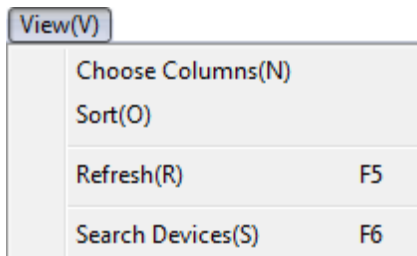 View(V)
Choose Columns(N)
Sort(O)
Refresh(R) F5
Search Devices(S) F6